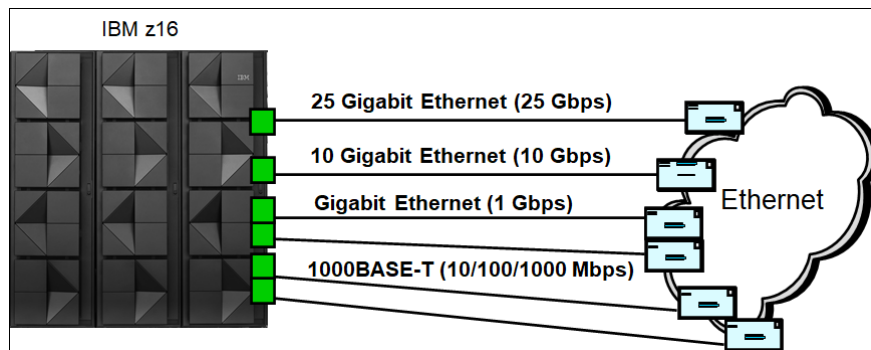 IBM z16
IBM
25 Gigabit Ethernet (25 Gbps)
10 Gigabit Ethernet (10 Gbps)
Ethernet
Gigabit Ethernet (1 Gbps)
1000BASE-T (10/100/1000 Mbps)